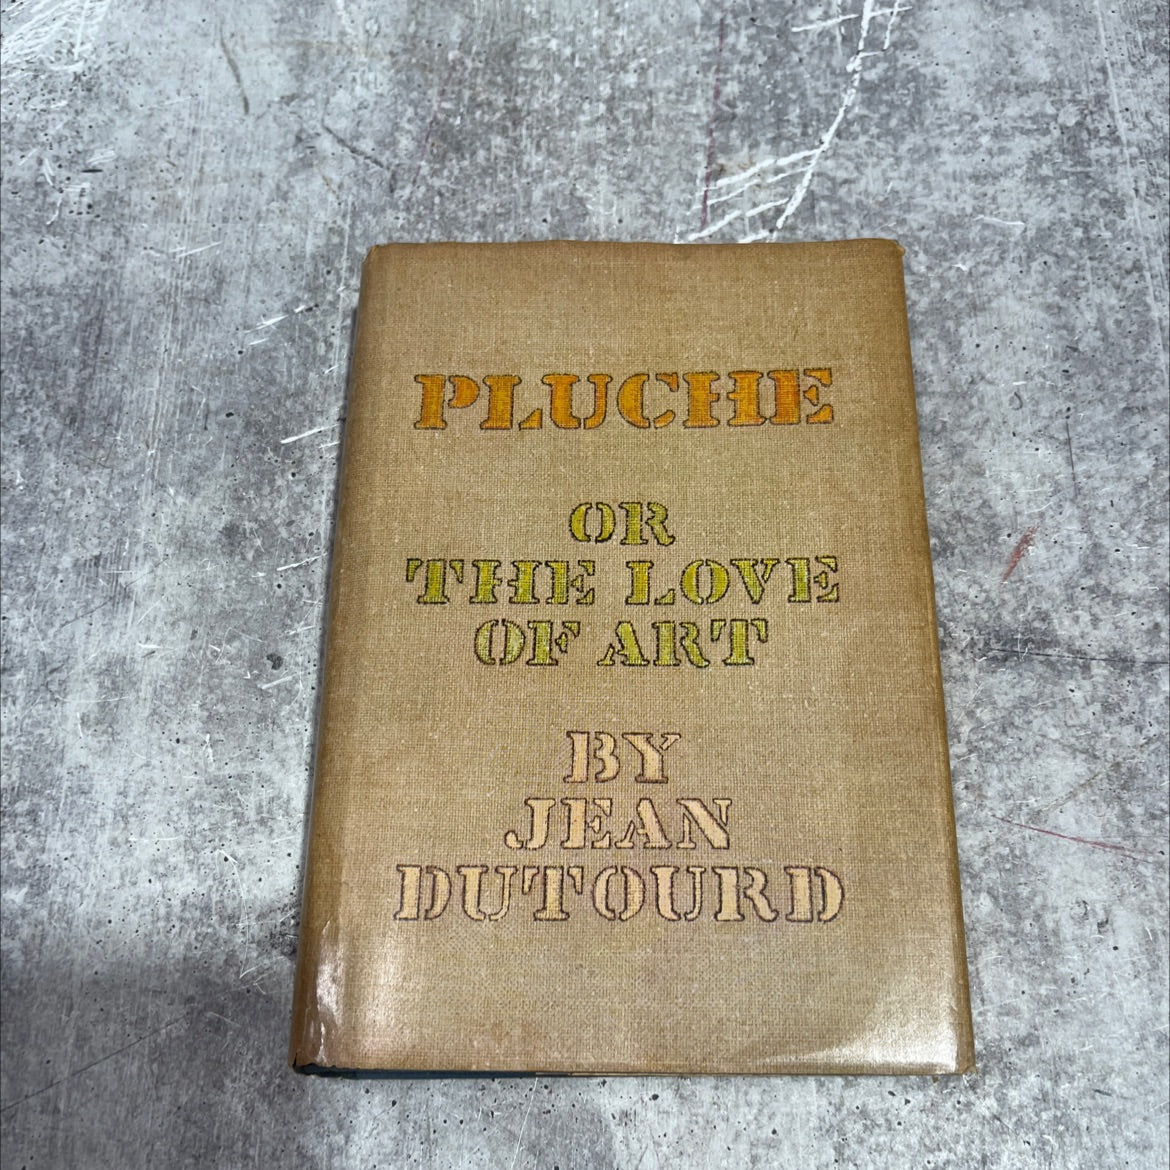 PLUCHE
OR
THE LOVE
OF ART
BY
JEAN
DUTOURD